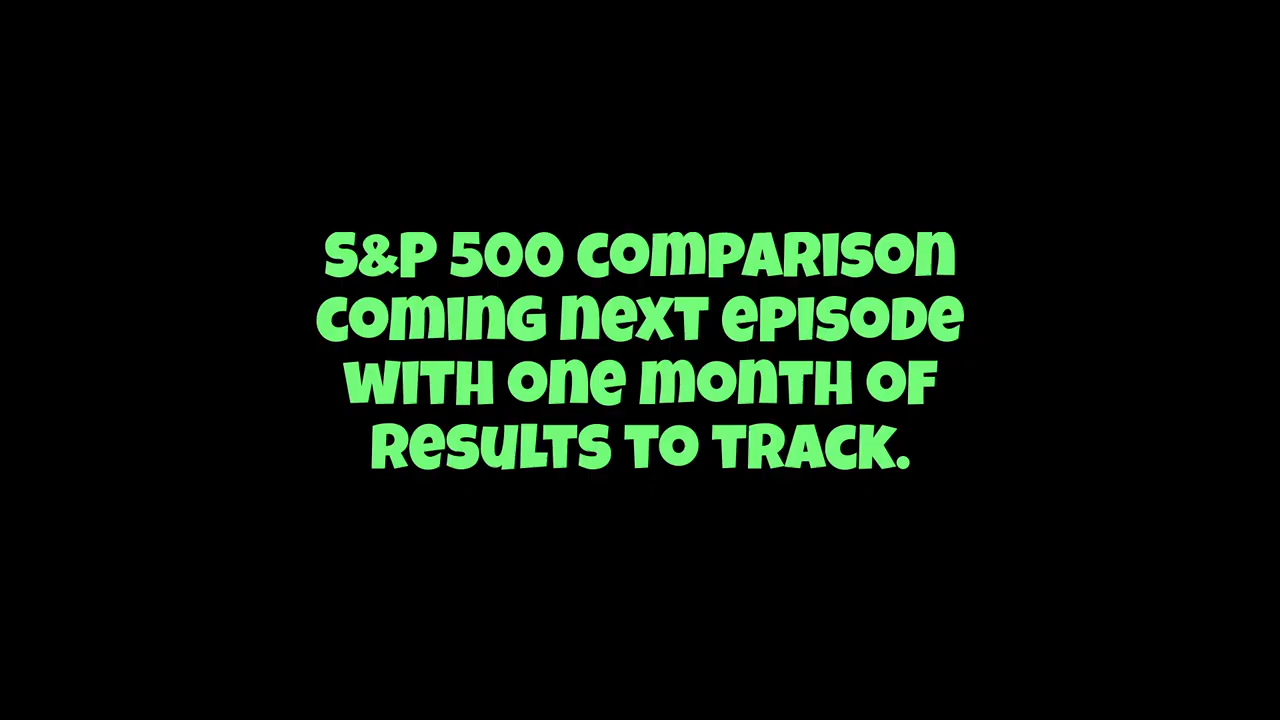 S&P 500 comparison
coming next episode
with one month of
results to track.